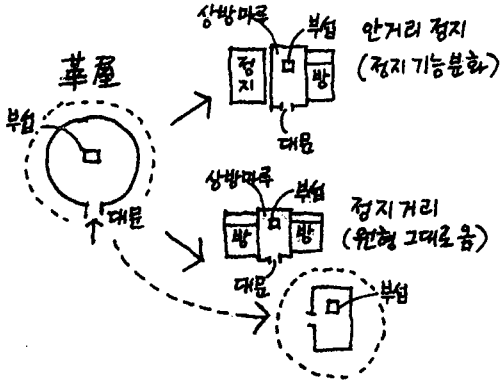 상방마루
부섭
안거리 정지
(정지 기능분화)
정지
방
대문
草屋
부섭
대문
상방마루
부섭
정지거리
(원형 그대로 옴)
방
방
대문
부섭